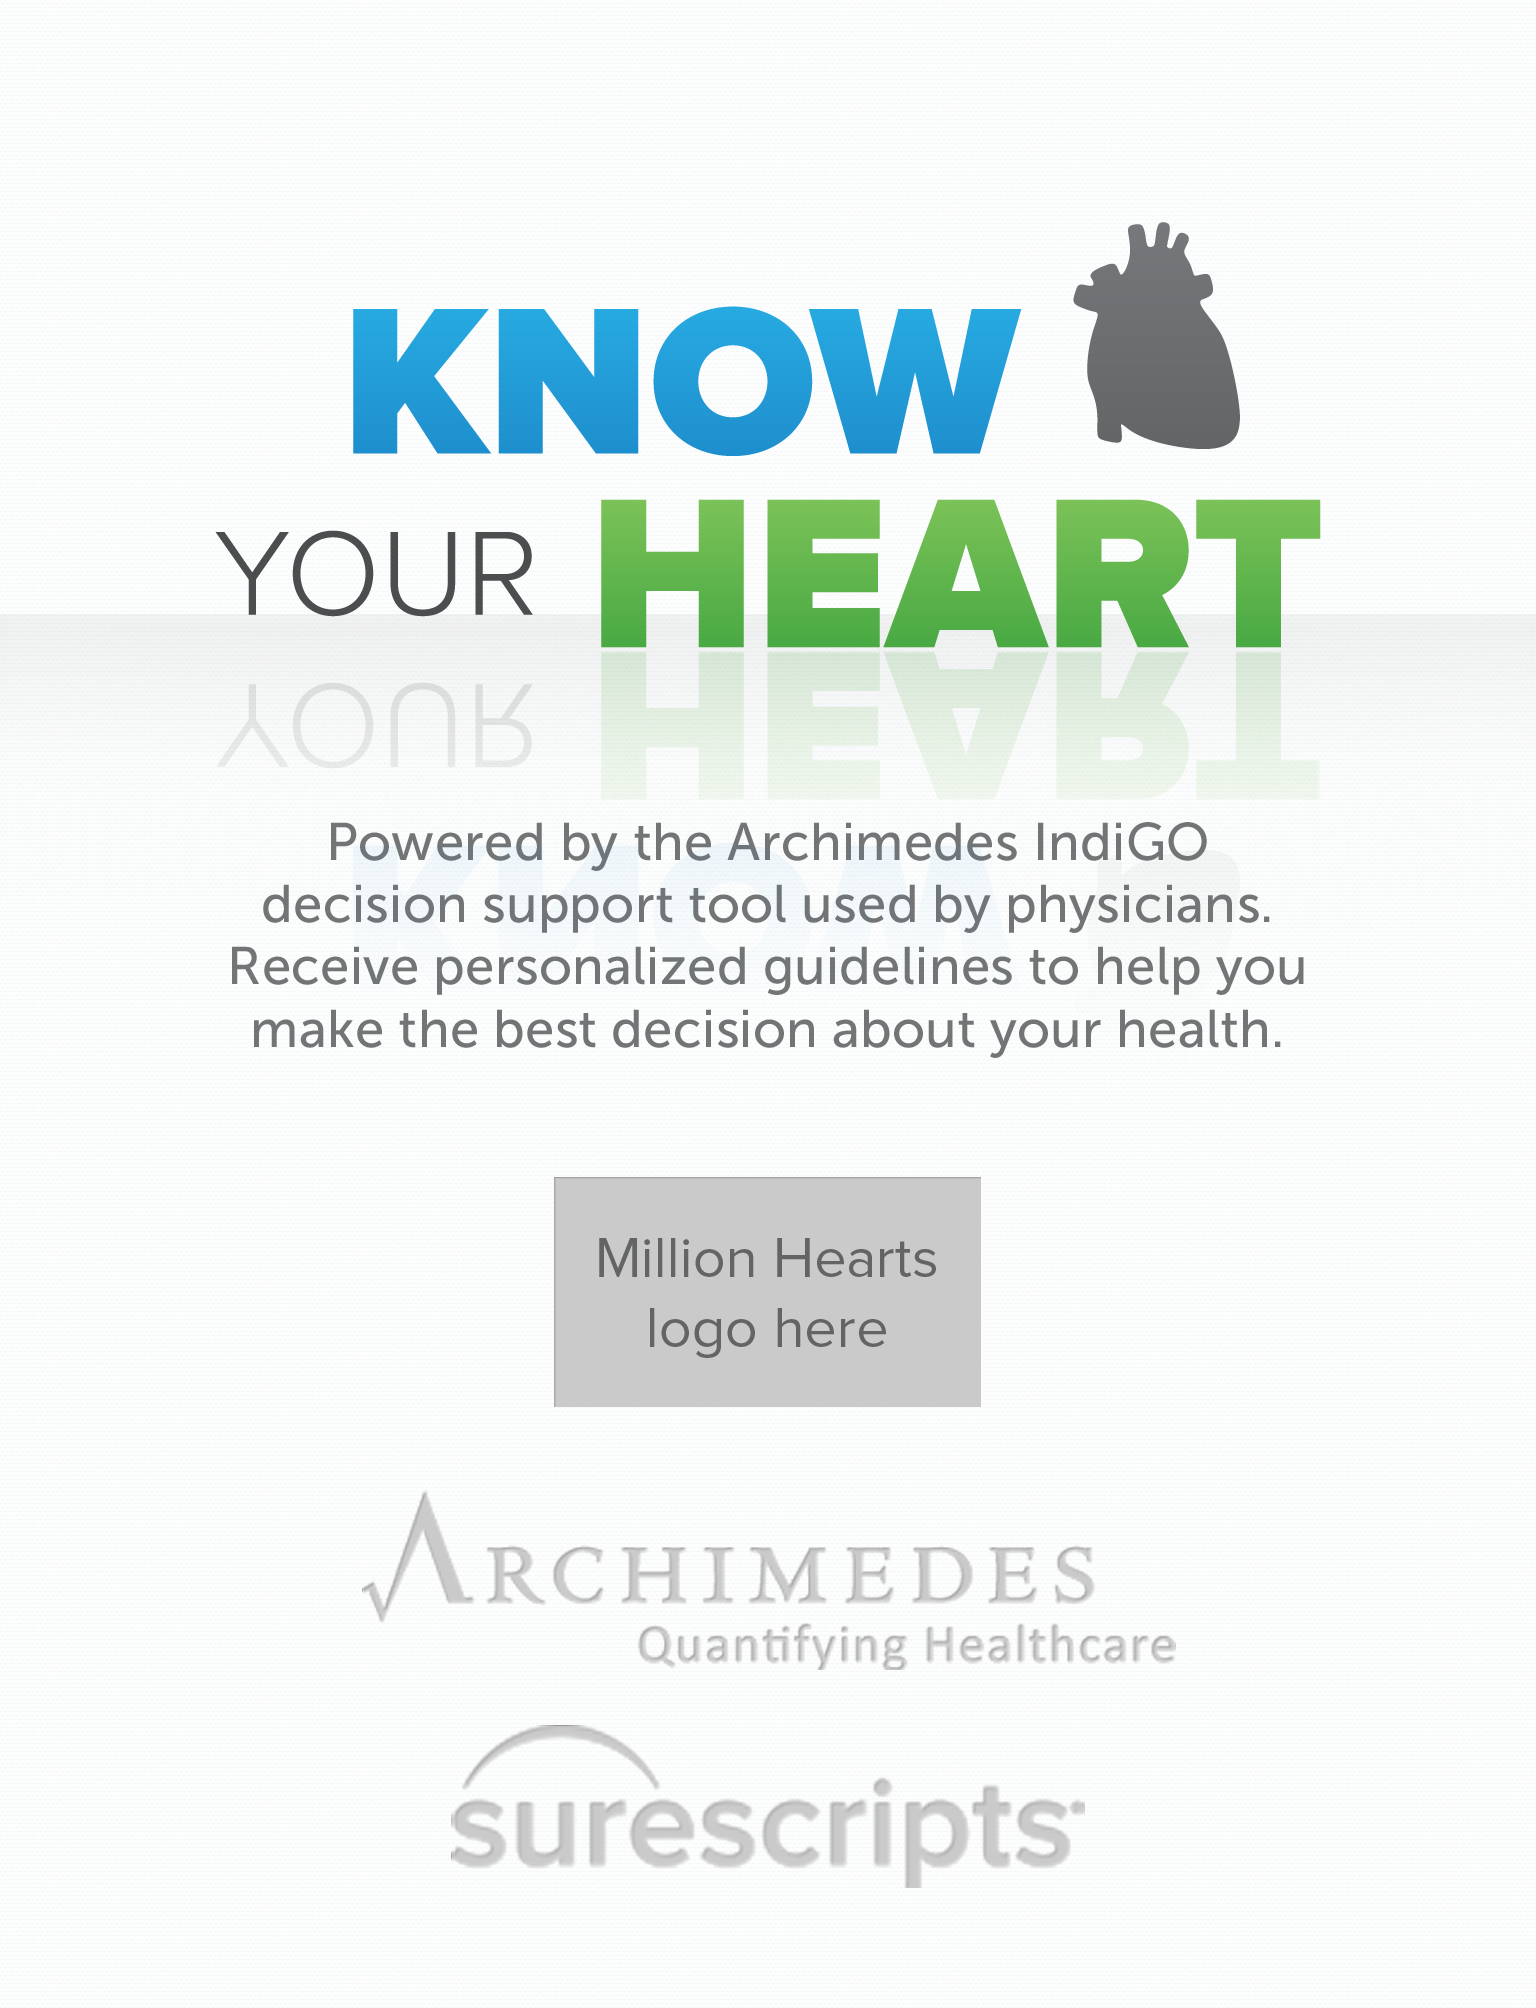 KNOW
YOUR HEART
Powered by the Archimedes IndiGO
decision support tool used by physicians.
Receive personalized guidelines to help you
make the best decision about your health.
Million Hearts
logo here
ARCHIMEDES
Quantifying Healthcare
surescripts